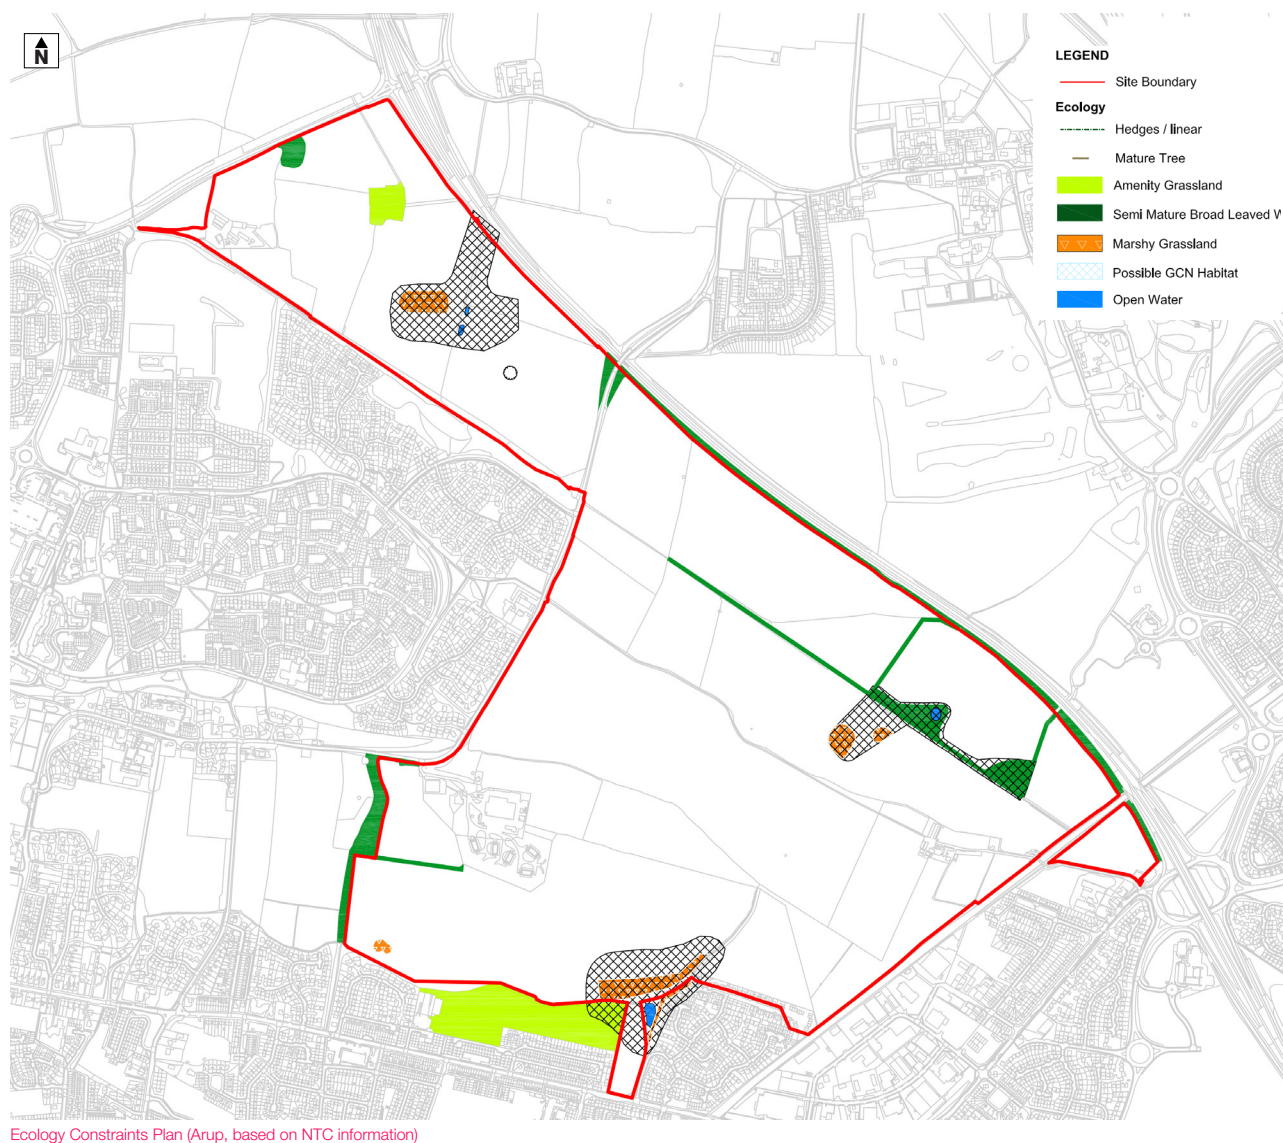 N
LEGEND
Site Boundary
Ecology
Hedges / linear
Mature Tree
Amenity Grassland
Semi Mature Broad Leaved
Marshy Grassland
Possible GCN Habitat
Open Water
Ecology Constraints Plan (Arup, based on NTC information)